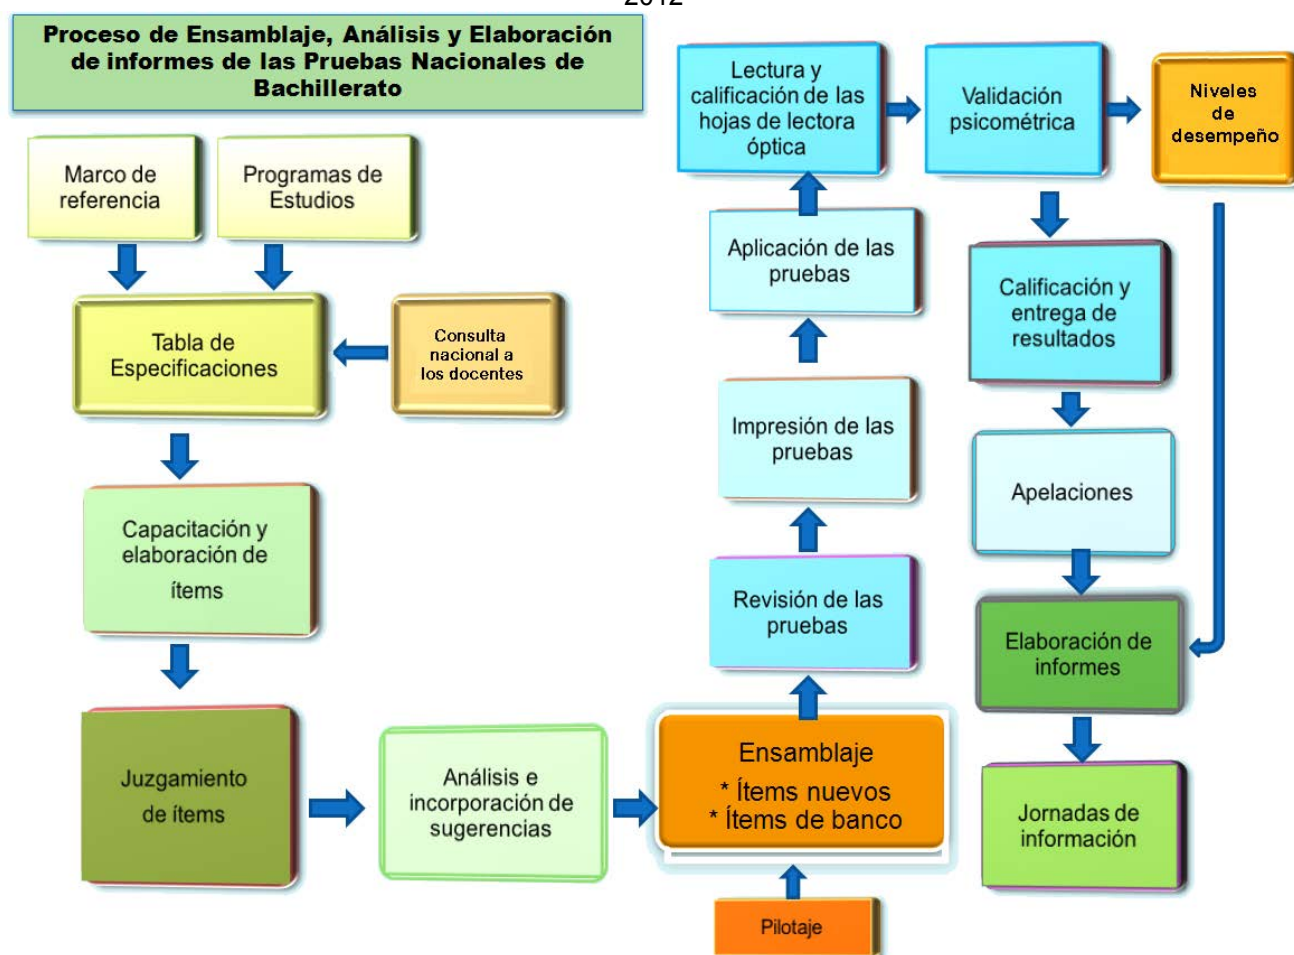 2012
Proceso de Ensamblaje, Análisis y Elaboración
de informes de las Pruebas Nacionales de
Bachillerato
Marco de
referencia
Programas de
Estudios
Tabla de
Especificaciones
Consulta
nacional a
los docentes
Capacitación y
elaboración de
ítems
Juzgamiento
de ítems
Análisis e
incorporación de
sugerencias
Ensamblaje
* Ítems nuevos
* Ítems de banco
Pilotaje
Revisión de las
pruebas
Impresión de las
pruebas
Aplicación de las
pruebas
Lectura y
calificación de las
hojas de lectora
óptica
Validación
psicométrica
Niveles
de
desempeño
Calificación y
entrega de
resultados
Apelaciones
Elaboración de
informes
Jornadas de
información